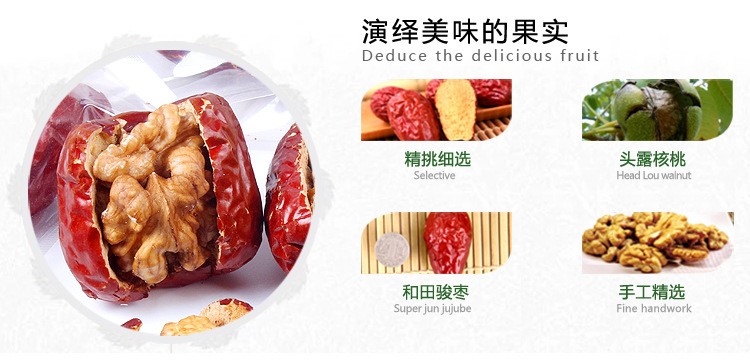 演绎美味的果实
Deduce the delicious fruit
精挑细选
Selective
头露核桃
Head Lou walnut
和田骏枣
Super jun jujube
手工精选
Fine handwork